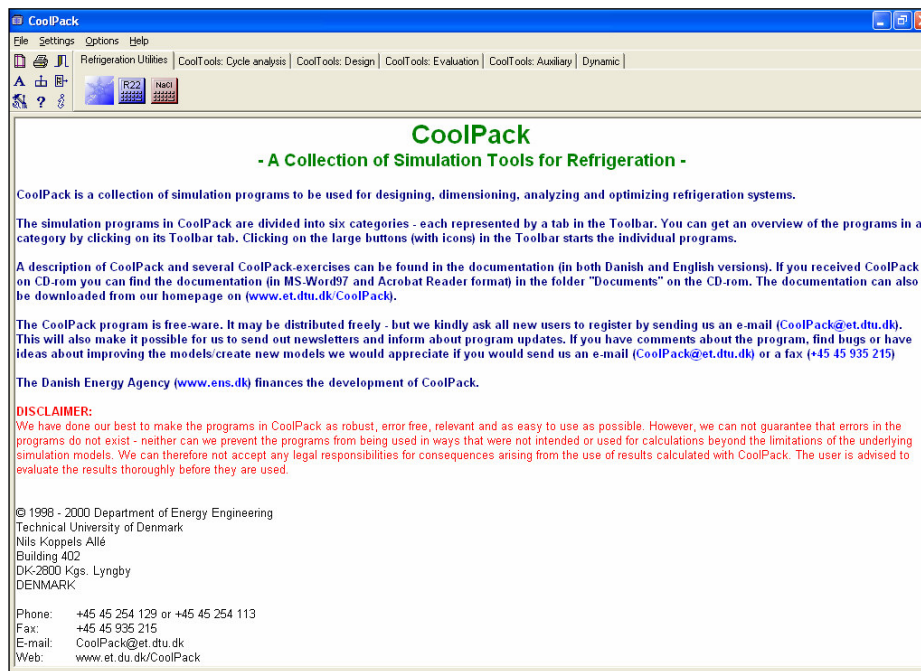 CoolPack
File Settings Options Help
Refrigeration Utilities CoolTools: Cycle analysis CoolTools: Design CoolTools: Evaluation CoolTools: Auxiliary Dynamic
R22 NaCl
CoolPack
- A Collection of Simulation Tools for Refrigeration -
CoolPack is a collection of simulation programs to be used for designing, dimensioning, analyzing and optimizing refrigeration systems.
The simulation programs in CoolPack are divided into six categories - each represented by a tab in the Toolbar. You can get an overview of the programs in a
category by clicking on its Toolbar tab. Clicking on the large buttons (with icons) in the Toolbar starts the individual programs.
A description of CoolPack and several CoolPack-exercises can be found in the documentation (in both Danish and English versions). If you received CoolPack
on CD-rom you can find the documentation (in MS-Word97 and Acrobat Reader format) in the folder "Documents" on the CD-rom. The documentation can also
be downloaded from our homepage on (www.et.dtu.dk/CoolPack).
The CoolPack program is free-ware. It may be distributed freely - but we kindly ask all new users to register by sending us an e-mail (CoolPack@et.dtu.dk).
This will also make it possible for us to send out newsletters and inform about program updates. If you have comments about the program, find bugs or have
ideas about improving the models/create new models we would appreciate if you would send us an e-mail (CoolPack@et.dtu.dk) or a fax (+45 45 935 215)
The Danish Energy Agency (www.ens.dk) finances the development of CoolPack.
DISCLAIMER:
We have done our best to make the programs in CoolPack as robust, error free, relevant and as easy to use as possible. However, we can not guarantee that errors in the
programs do not exist - neither can we prevent the programs from being used in ways that were not intended or used for calculations beyond the limitations of the underlying
simulation models. We can therefore not accept any legal responsibilities for consequences arising from the use of results calculated with CoolPack. The user is advised to
evaluate the results thoroughly before they are used.
© 1998 - 2000 Department of Energy Engineering
Technical University of Denmark
Nils Koppels Allé
Building 402
DK-2800 Kgs. Lyngby
DENMARK
Phone: +45 45 254 129 or +45 45 254 113
Fax: +45 45 935 215
E-mail: CoolPack@et.dtu.dk
Web: www.et.du.dk/CoolPack